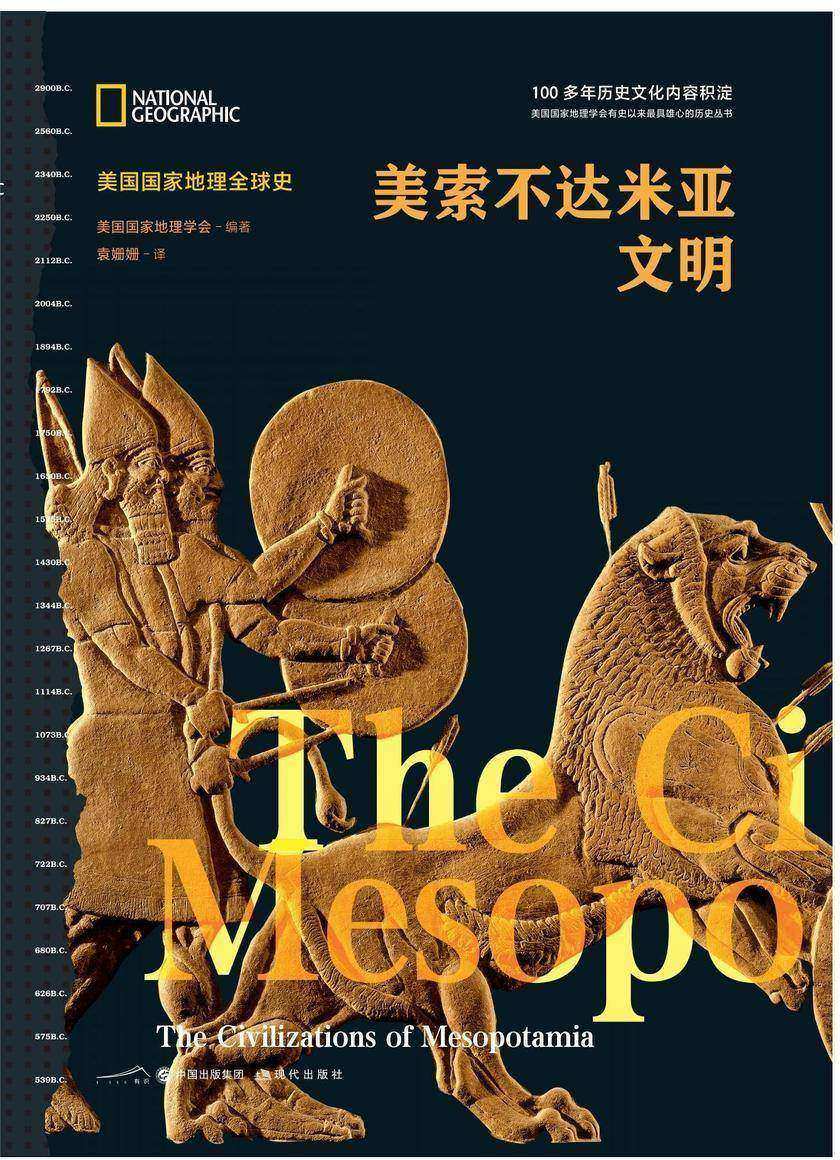 2900B.C.
2560B.C.
2340B.C.
2250B.C.
2112B.C.
2004B.C.
1894B.C.
1792B.C.
1750B.C.
1430B.C.
1344B.C.
1267B.C.
1114B.C.
1073B.C.
934B.C.
827B.C.
722B.C.
707B.C.
680B.C.
626B.C.
575B.C.
539B.C.
NATIONAL
GEOGRAPHIC
100 多年历史文化内容积淀
美国国家地理学会有史以来最具雄心的历史丛书
美国国家地理全球史
美国国家地理学会 – 编著
袁姗姗 – 译
美索不达米亚
文明
The Ci
Mesopo
The Civilizations of Mesopotamia
有识
中国出版集团
现代出版社